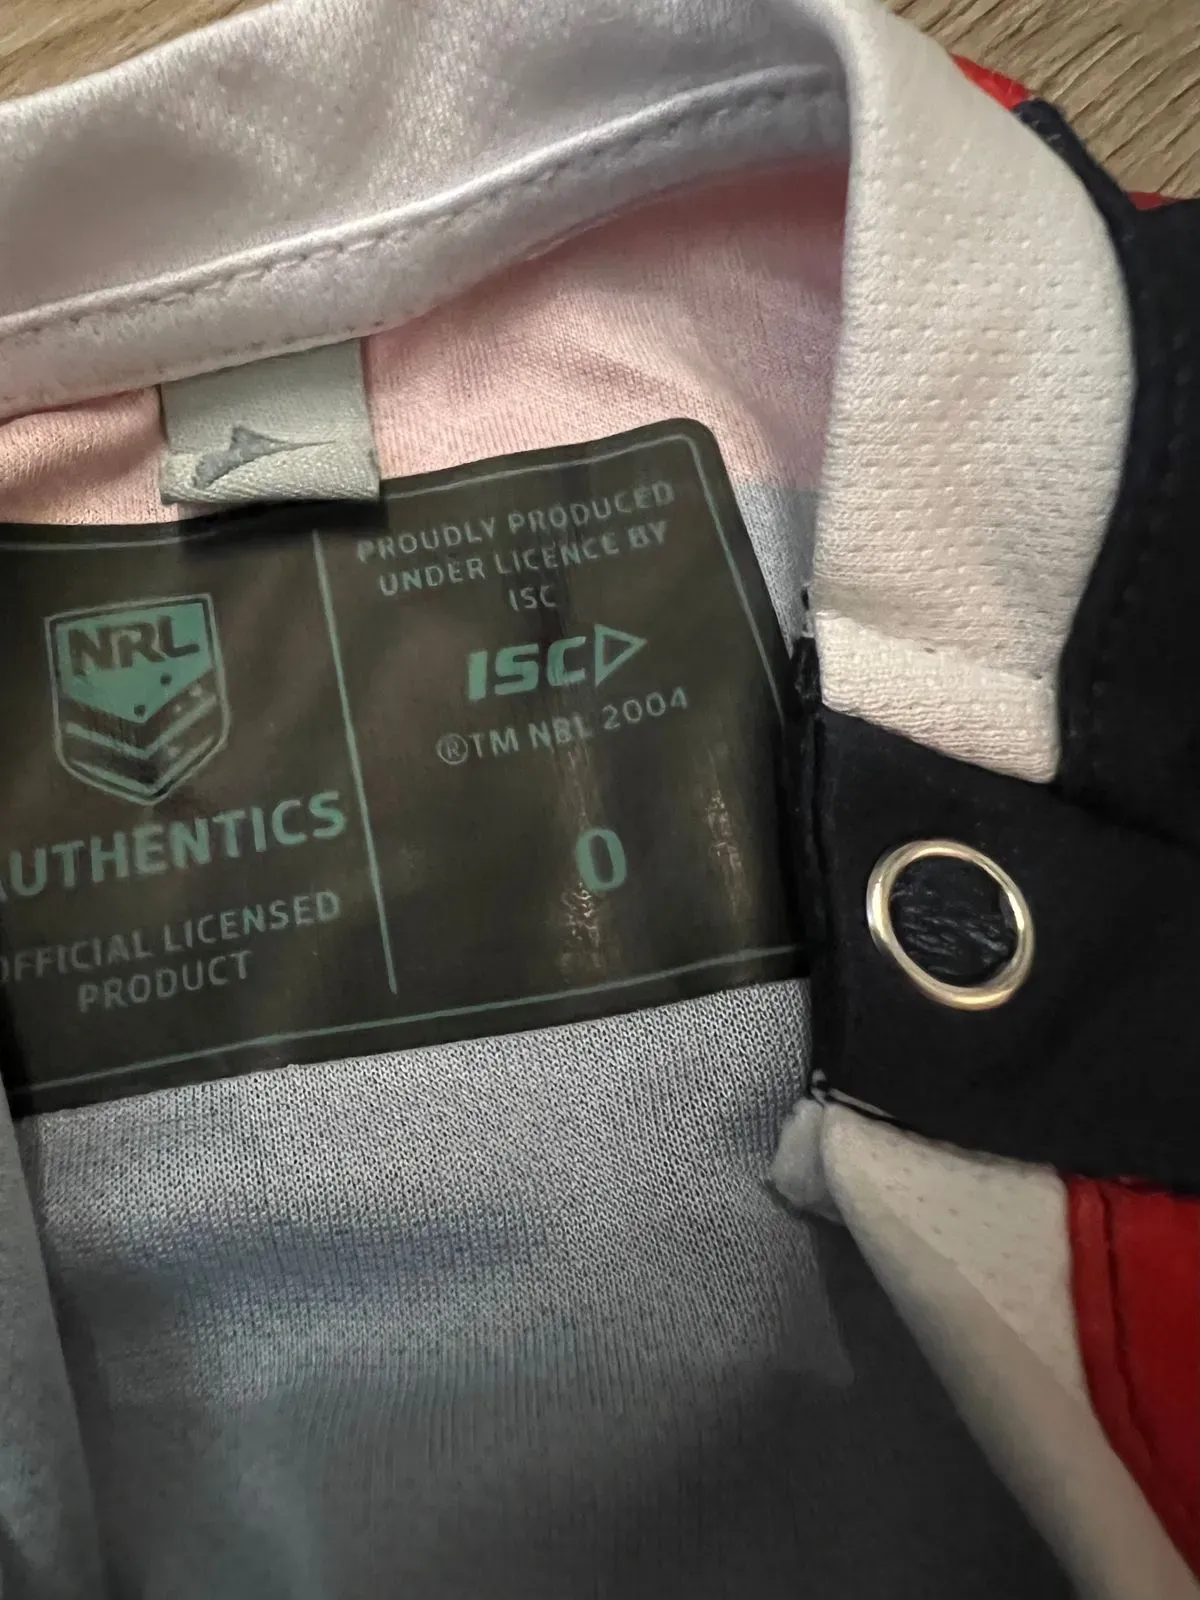 NRL
AUTHENTICS
OFFICIAL LICENSED
PRODUCT
PROUDLY PRODUCED
UNDER LICENCE BY
ISC
ISC
®TM NBL 2004
0